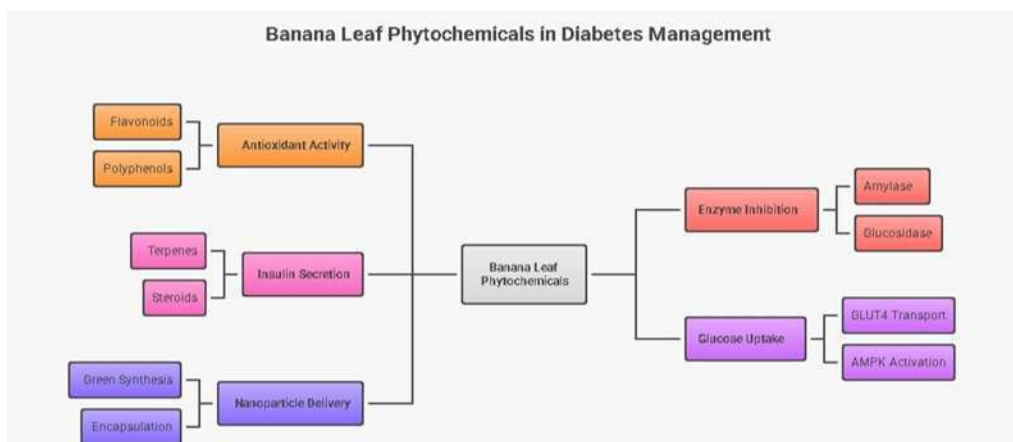 Banana Leaf Phytochemicals in Diabetes Management
Flavonoids
Polyphenols
Antioxidant Activity
Terpenes
Steroids
Insulin Secretion
Green Synthesis
Encapsulation
Nanoparticle Delivery
Banana Leaf
Phytochemicals
Enzyme Inhibition
Amylase
Glucosidase
Glucose Uptake
GLUT4 Transport
AMPK Activation